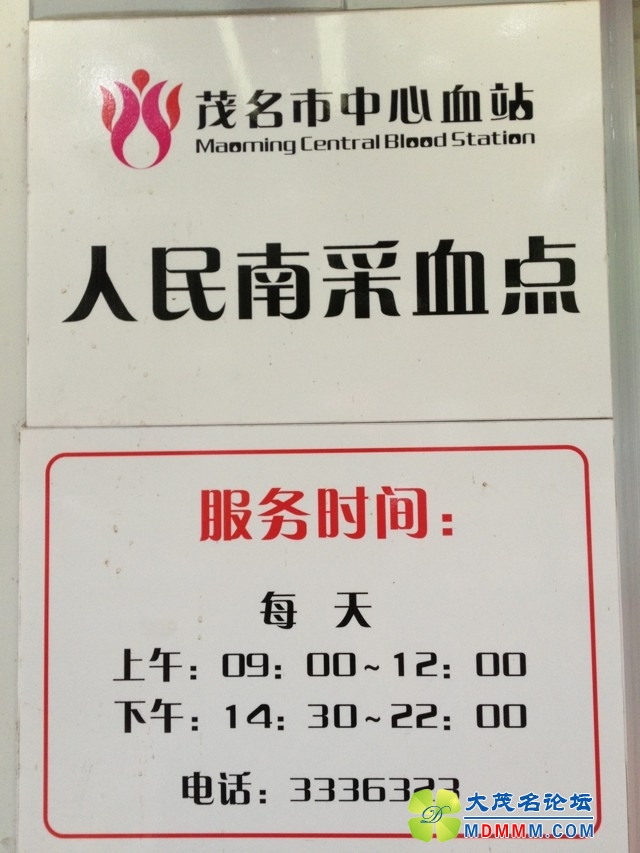 茂名市中心血站
Maoming Central Blood Station
人民南采血点
服务时间：
每 天
上午：09：00~12：00
下午：14：30~22：00
电话：3336323
大茂名论坛
MDMMM.COM